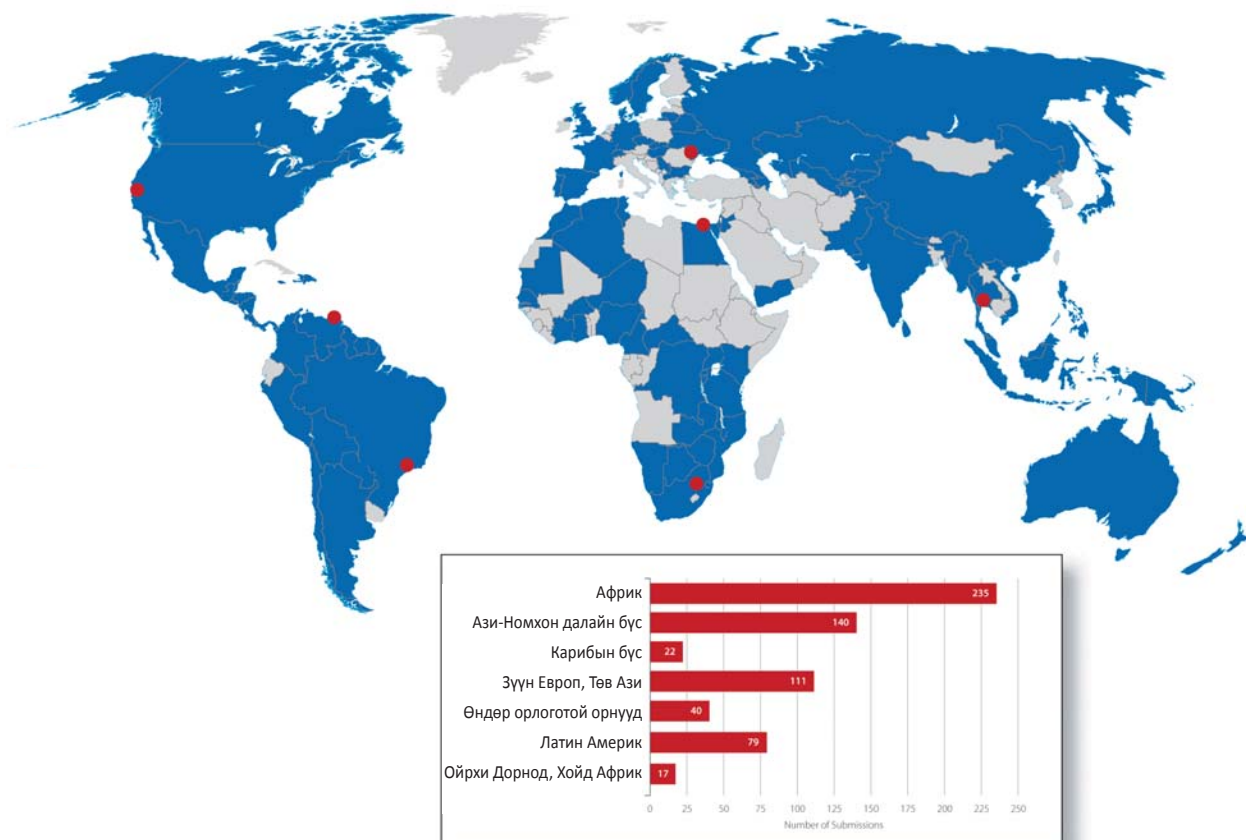 Африк 235
Ази-Номхон далайн бүс 140
Карибын бүс 22
Зүүн Европ, Төв Ази 111
Өндөр орлоготой орнууд 40
Латин Америк 79
Ойрхи Дорнод, Хойд Африк 17
0 25 50 75 100 125 150 175 200 225 250
Number of Submissions